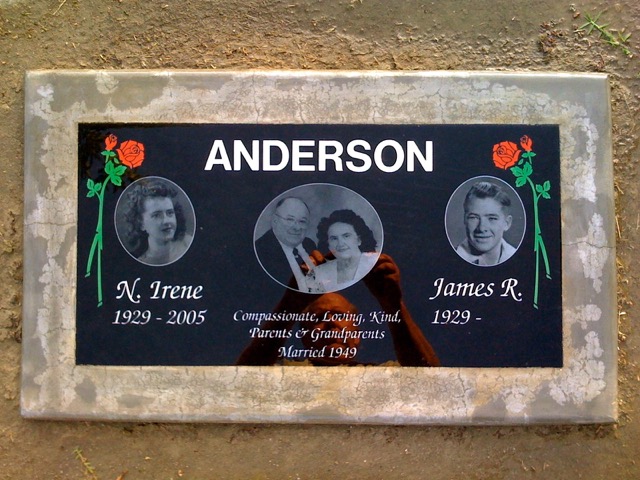 ANDERSON
N. Irene
1929 - 2005
Compassionate, Loving, Kind,
Parents & Grandparents
Married 1949
James R.
1929 -